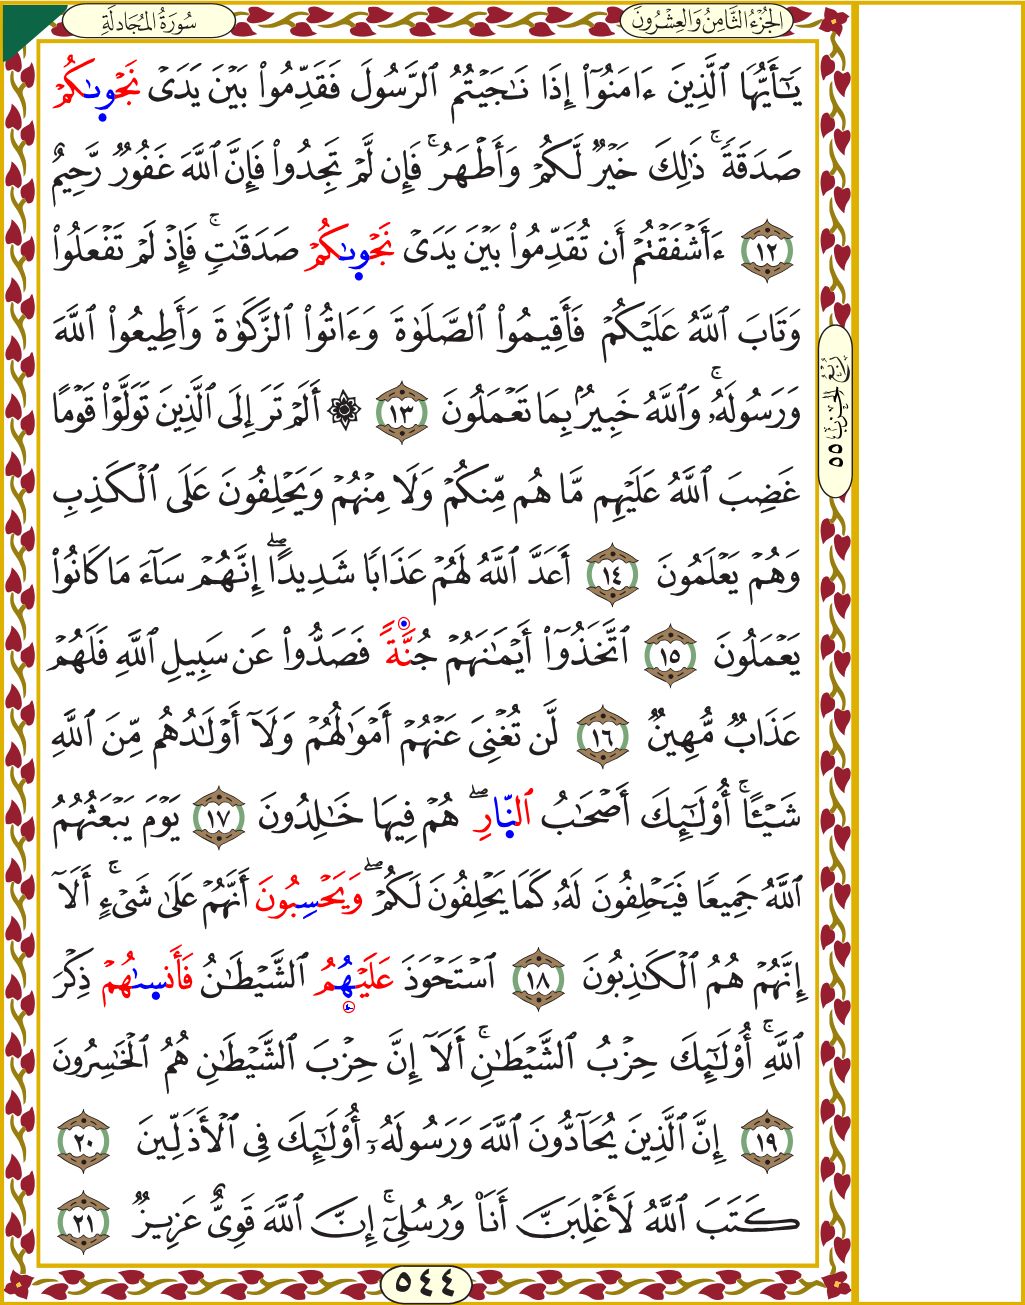 سُورَةُ المُجَادلَةِ
الجُزْءُ الثَّامِنُ وَالعِشْرُونَ
يَـٰٓأَيُّهَا ٱلَّذِينَ ءَامَنُوٓا۟ إِذَا نَـٰجَيْتُمُ ٱلرَّسُولَ فَقَدِّمُوا۟ بَيْنَ يَدَىْ نَجْوىٰكُمْ
صَدَقَةً ۚ ذَٰلِكَ خَيْرٌ لَّكُمْ وَأَطْهَرُ ۚ فَإِن لَّمْ تَجِدُوا۟ فَإِنَّ ٱللَّهَ غَفُورٌ رَّحِيمٌ
١٢ ءَأَشْفَقْتُمْ أَن تُقَدِّمُوا۟ بَيْنَ يَدَىْ نَجْوىٰكُمْ صَدَقَـٰتٍ ۚ فَإِذْ لَمْ تَفْعَلُوا۟
وَتَابَ ٱللَّهُ عَلَيْكُمْ فَأَقِيمُوا۟ ٱلصَّلَوٰةَ وَءَاتُوا۟ ٱلزَّكَوٰةَ وَأَطِيعُوا۟ ٱللَّهَ
وَرَسُولَهُۥ ۚ وَٱللَّهُ خَبِيرٌۢ بِمَا تَعْمَلُونَ ١٣ ۞ أَلَمْ تَرَ إِلَى ٱلَّذِينَ تَوَلَّوْا۟ قَوْمًا
غَضِبَ ٱللَّهُ عَلَيْهِم مَّا هُم مِّنكُمْ وَلَا مِنْهُمْ وَيَحْلِفُونَ عَلَى ٱلْكَذِبِ
وَهُمْ يَعْلَمُونَ ١٤ أَعَدَّ ٱللَّهُ لَهُمْ عَذَابًا شَدِيدًا ۖ إِنَّهُمْ سَآءَ مَا كَانُوا۟
يَعْمَلُونَ ١٥ ٱتَّخَذُوٓا۟ أَيْمَـٰنَهُمْ جُنَّةً فَصَدُّوا۟ عَن سَبِيلِ ٱللَّهِ فَلَهُمْ
عَذَابٌ مُّهِينٌ ١٦ لَّن تُغْنِىَ عَنْهُمْ أَمْوَٰلُهُمْ وَلَآ أَوْلَـٰدُهُم مِّنَ ٱللَّهِ
شَيْـًٔا ۚ أُو۟لَـٰٓئِكَ أَصْحَـٰبُ ٱلنَّارِ ۖ هُمْ فِيهَا خَـٰلِدُونَ ١٧ يَوْمَ يَبْعَثُهُمُ
ٱللَّهُ جَمِيعًا فَيَحْلِفُونَ لَهُۥ كَمَا يَحْلِفُونَ لَكُمْ ۖ وَيَحْسِبُونَ أَنَّهُمْ عَلَىٰ شَىْءٍ ۚ أَلَآ
إِنَّهُمْ هُمُ ٱلْكَـٰذِبُونَ ١٨ ٱسْتَحْوَذَ عَلَيْهُمُ ٱلشَّيْطَـٰنُ فَأَنسىٰهُمْ ذِكْرَ
ٱللَّهِ ۚ أُو۟لَـٰٓئِكَ حِزْبُ ٱلشَّيْطَـٰنِ ۚ أَلَآ إِنَّ حِزْبَ ٱلشَّيْطَـٰنِ هُمُ ٱلْخَـٰسِرُونَ
١٩ إِنَّ ٱلَّذِينَ يُحَآدُّونَ ٱللَّهَ وَرَسُولَهُۥٓ أُو۟لَـٰٓئِكَ فِى ٱلْأَذَلِّينَ ٢٠
كَتَبَ ٱللَّهُ لَأَغْلِبَنَّ أَنَا۠ وَرُسُلِىٓ ۚ إِنَّ ٱللَّهَ قَوِىٌّ عَزِيزٌ ٢١
رُبْعُ الحِزْبِ ٥٥
٥٤٤